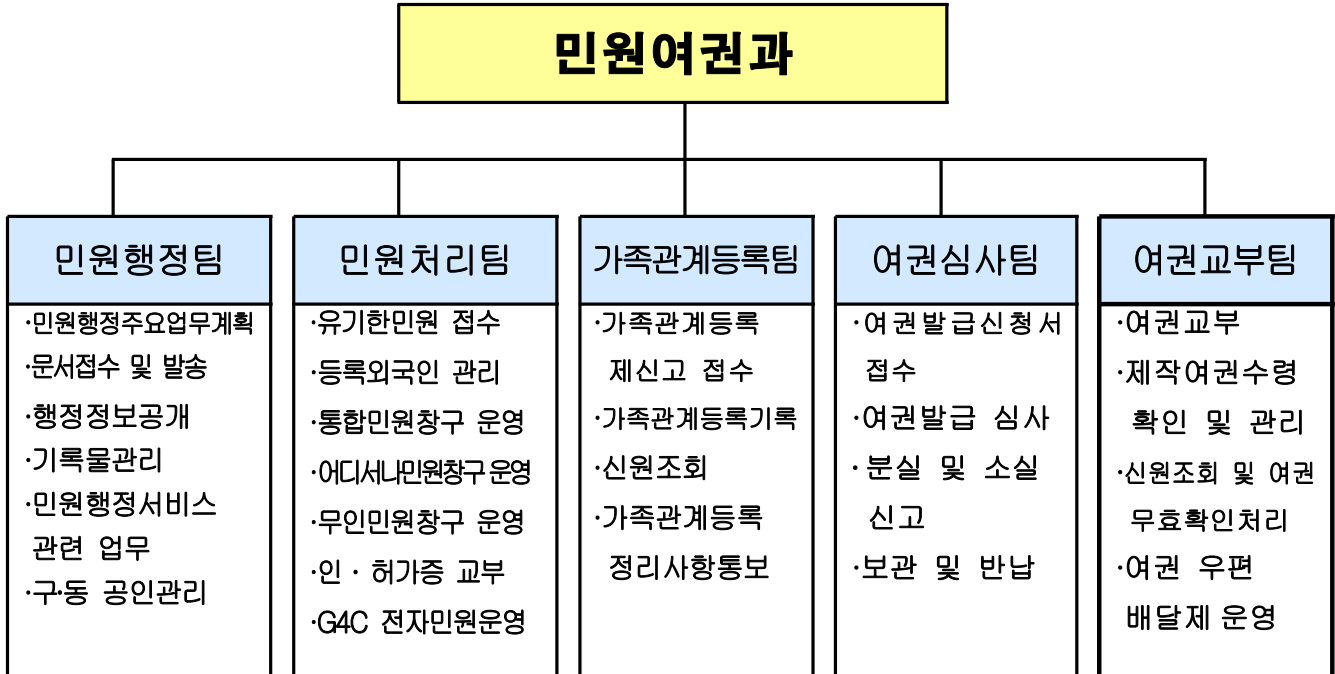 민원여권과
민원행정팀
·민원행정주요업무계획
·문서접수 및 발송
·행정정보공개
·기록물관리
·민원행정서비스
관련 업무
·구·동 공인관리
민원처리팀
·유기한민원 접수
·등록외국인 관리
·통합민원창구 운영
·어디서나민원창구 운영
·무인민원창구 운영
·인 · 허가증 교부
·G4C 전자민원운영
가족관계등록팀
·가족관계등록
제신고 접수
·가족관계등록기록
·신원조회
·가족관계등록
정리사항통보
여권심사팀
·여권발급신청서
접수
·여권발급 심사
·분실 및 소실
신고
·보관 및 반납
여권교부팀
·여권교부
·제작여권수령
확인 및 관리
·신원조회 및 여권
무효확인처리
·여권 우편
배달제 운영